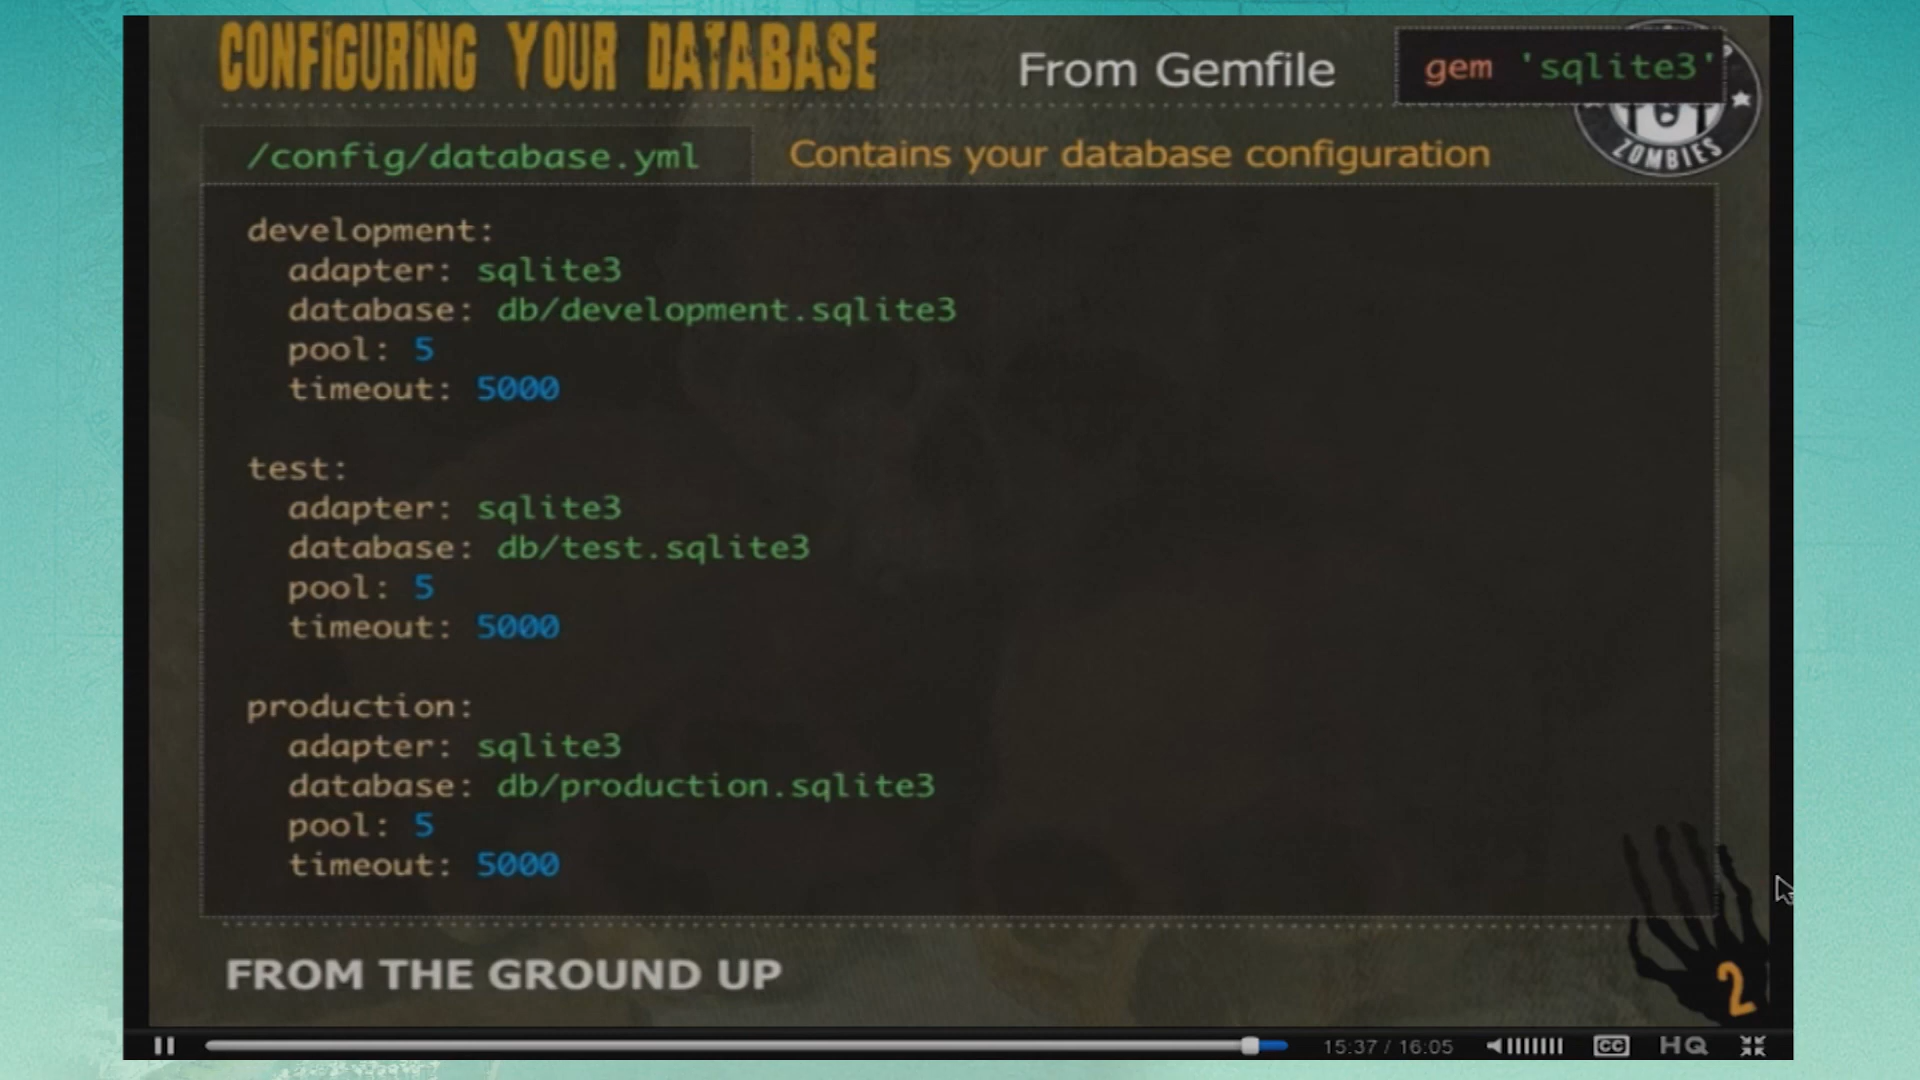 CONFIGURING YOUR DATABASE
From Gemfile
gem 'sqlite3'
ZOMBIES
/config/database.yml
Contains your database configuration
development:
adapter: sqlite3
database: db/development.sqlite3
pool: 5
timeout: 5000
test:
adapter: sqlite3
database: db/test.sqlite3
pool: 5
timeout: 5000
production:
adapter: sqlite3
database: db/production.sqlite3
pool: 5
timeout: 5000
FROM THE GROUND UP
2
15:37 / 16:05
CC
HQ